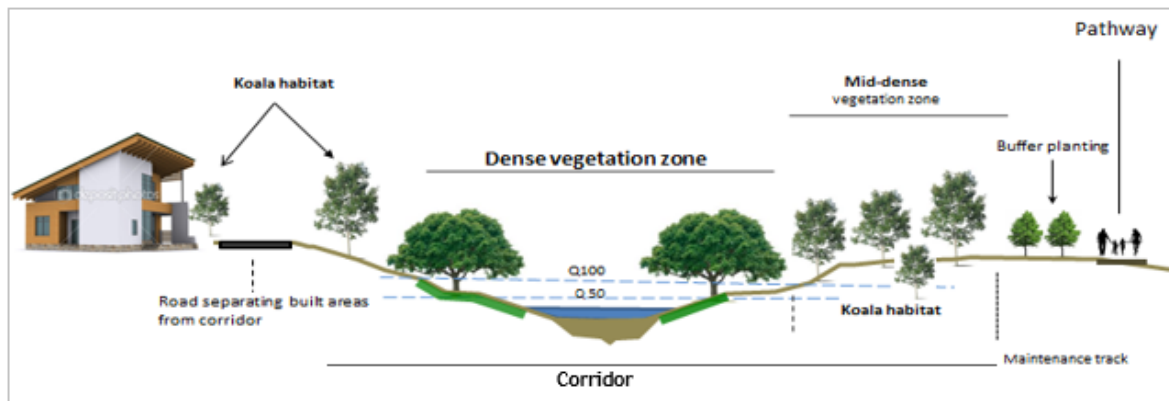 Pathway
Koala habitat
Mid-dense
vegetation zone
Dense vegetation zone
Buffer planting
depositphotos
Q100
Q 50
Road separating built areas
from corridor
Koala habitat
Maintenance track
Corridor